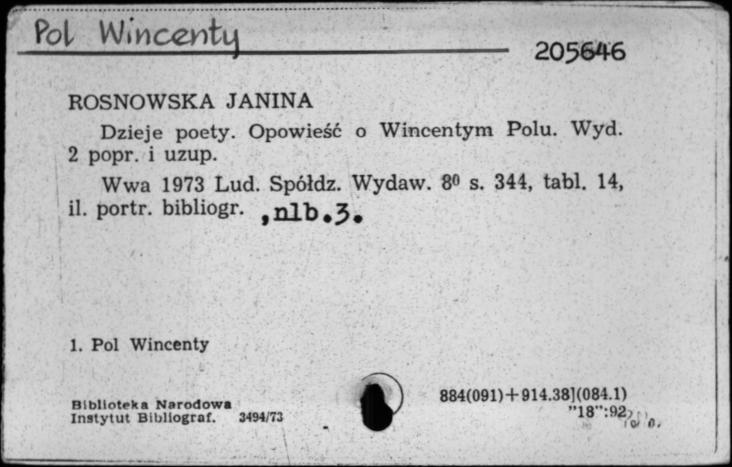 Pol Wincenty
205646
ROSNOWSKA JANINA
Dzieje poety. Opowieść o Wincentym Polu. Wyd.
2 popr. i uzup.
Wwa 1973 Lud. Spółdz. Wydaw. 8⁰ s. 344, tabl. 14,
il. portr. bibliogr. ,nlb.3.
1. Pol Wincenty
884(091)+914.38](084.1)
"18":92
Biblioteka Narodowa
Instytut Bibliograf. 3494/73